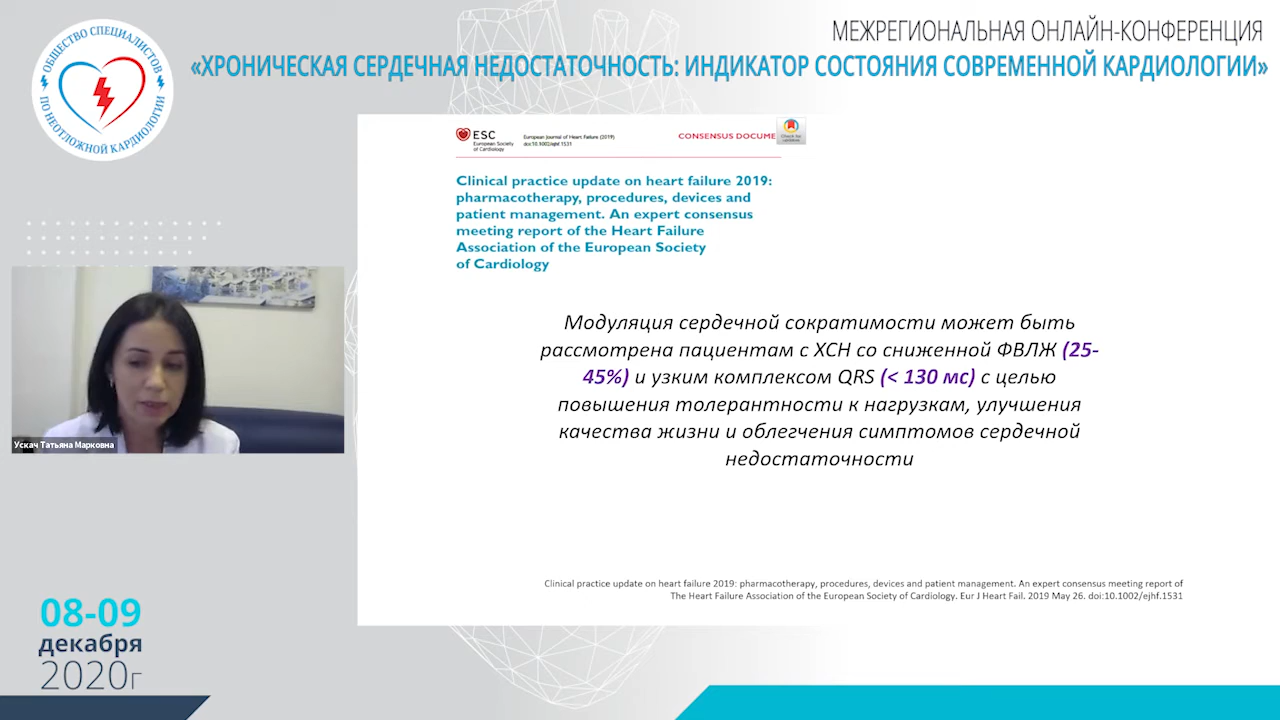 МЕЖРЕГИОНАЛЬНАЯ ОНЛАЙН-КОНФЕРЕНЦИЯ
«ХРОНИЧЕСКАЯ СЕРДЕЧНАЯ НЕДОСТАТОЧНОСТЬ: ИНДИКАТОР СОСТОЯНИЯ СОВРЕМЕННОЙ КАРДИОЛОГИИ»
ОБЩЕСТВО СПЕЦИАЛИСТОВ
ПО НЕОТЛОЖНОЙ КАРДИОЛОГИИ
ESC
European Society
of Cardiology
European Journal of Heart Failure (2019)
doi:10.1002/ejhf.1531
CONSENSUS DOCUME
Check for
updates
Clinical practice update on heart failure 2019:
pharmacotherapy, procedures, devices and
patient management. An expert consensus
meeting report of the Heart Failure
Association of the European Society
of Cardiology
Модуляция сердечной сократимости может быть
рассмотрена пациентам с ХСН со сниженной ФВЛЖ (25-
45%) и узким комплексом QRS (< 130 мс) с целью
повышения толерантности к нагрузкам, улучшения
качества жизни и облегчения симптомов сердечной
недостаточности
Clinical practice update on heart failure 2019: pharmacotherapy, procedures, devices and patient management. An expert consensus meeting report of
The Heart Failure Association of the European Society of Cardiology. Eur J Heart Fail. 2019 May 26. doi:10.1002/ejhf.1531
Ускач Татьяна Марковна
08-09
декабря
2020г